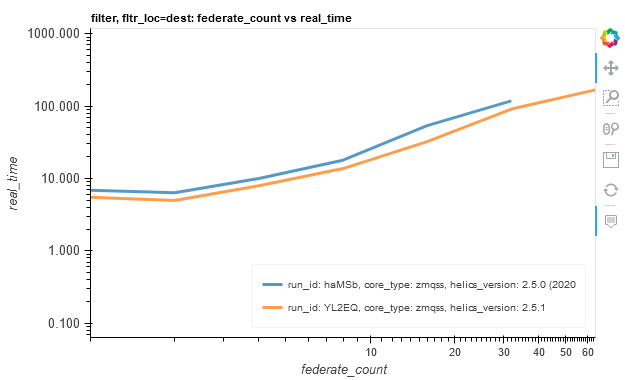 filter, fltr_loc=dest: federate_count vs real_time
1000.000
100.000
10.000
1.000
0.100
real_time
run_id: haMSb, core_type: zmqss, helics_version: 2.5.0 (2020
run_id: YL2EQ, core_type: zmqss, helics_version: 2.5.1
10 20 30 40 50 60
federate_count